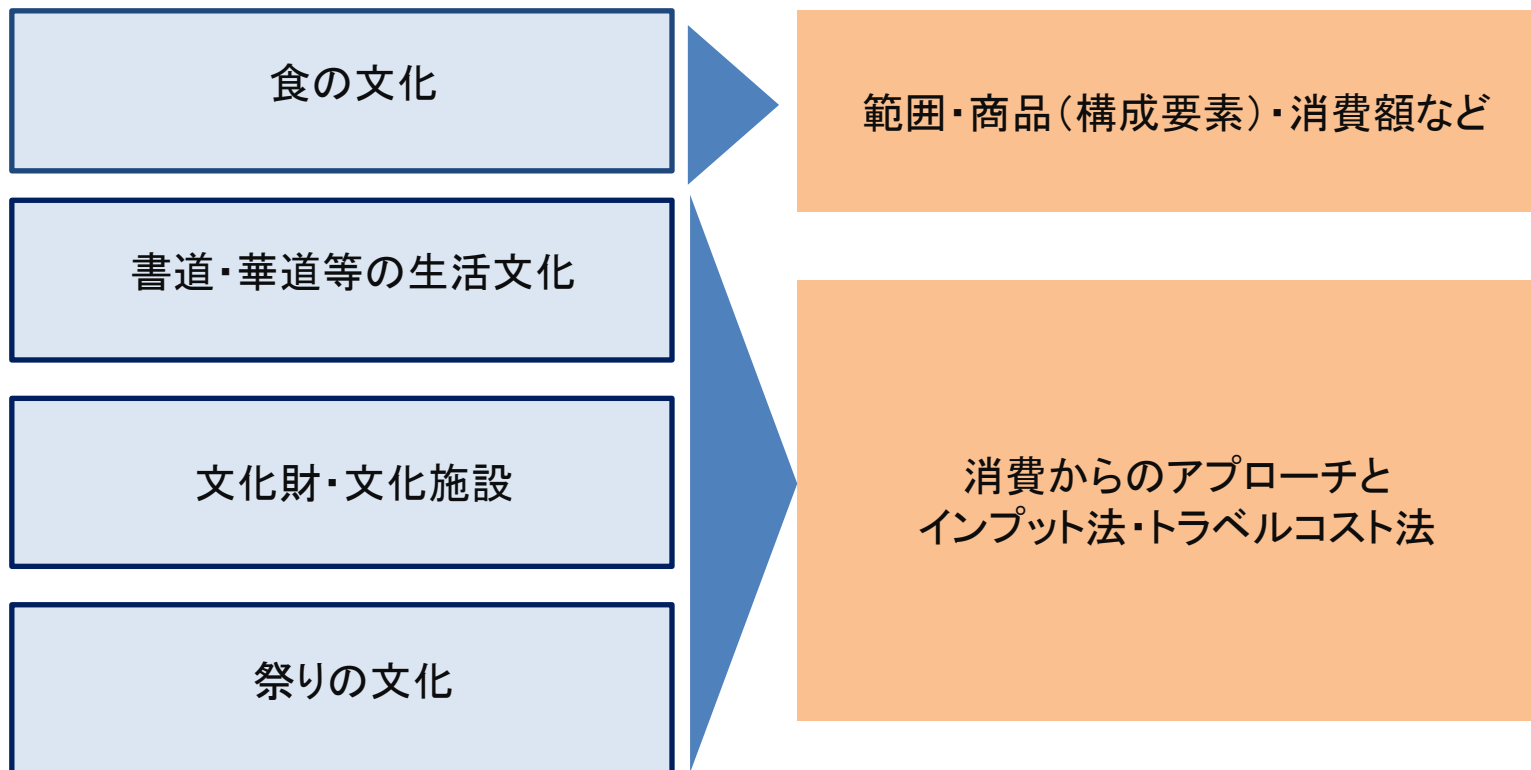 食の文化
範囲・商品(構成要素)・消費額など
書道・華道等の生活文化
文化財・文化施設
祭りの文化
消費からのアプローチと
インプット法・トラベルコスト法